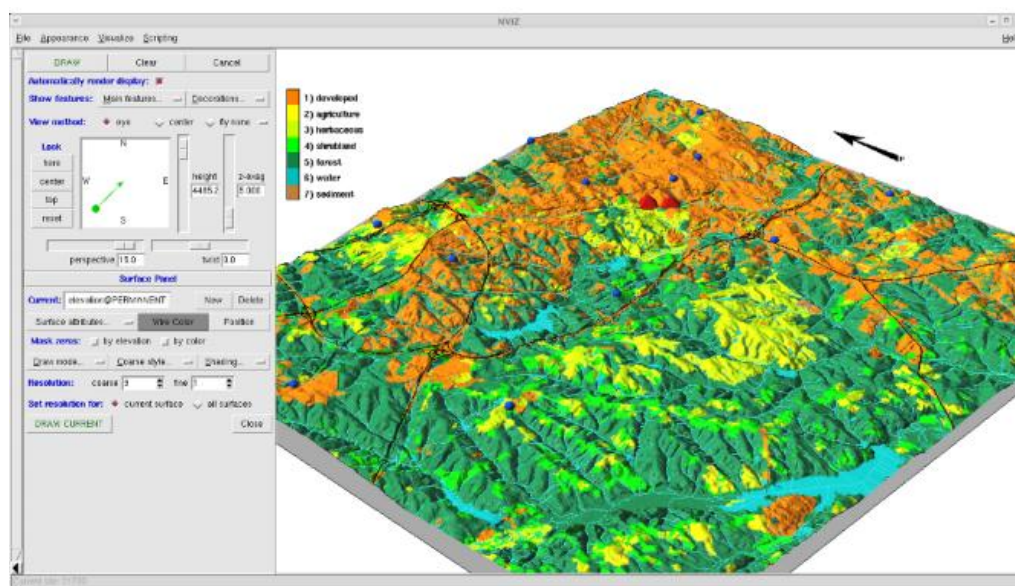 NVIZ
File Appearance Visualize Scripting Hel
DRAW Clear Cancel
Automatically render display:
Show features: Main features... Decorations...
View method: eye center fly none
Look
here
center
top
reset
N
W E
S
height
z-exag
perspective 15.0 twist 0.0
Surface Panel
Current: elevation@PERMANENT New Delete
Surface attributes... Wire Color Position
Mask zeros: by elevation by color
Draw mode... Coarse style... Shading...
Resolution: coarse 3 fine 1
Set resolution for: current surface all surfaces
DRAW CURRENT Close
1) developed
2) agriculture
3) herbaceous
4) shrubland
5) forest
6) water
7) sediment